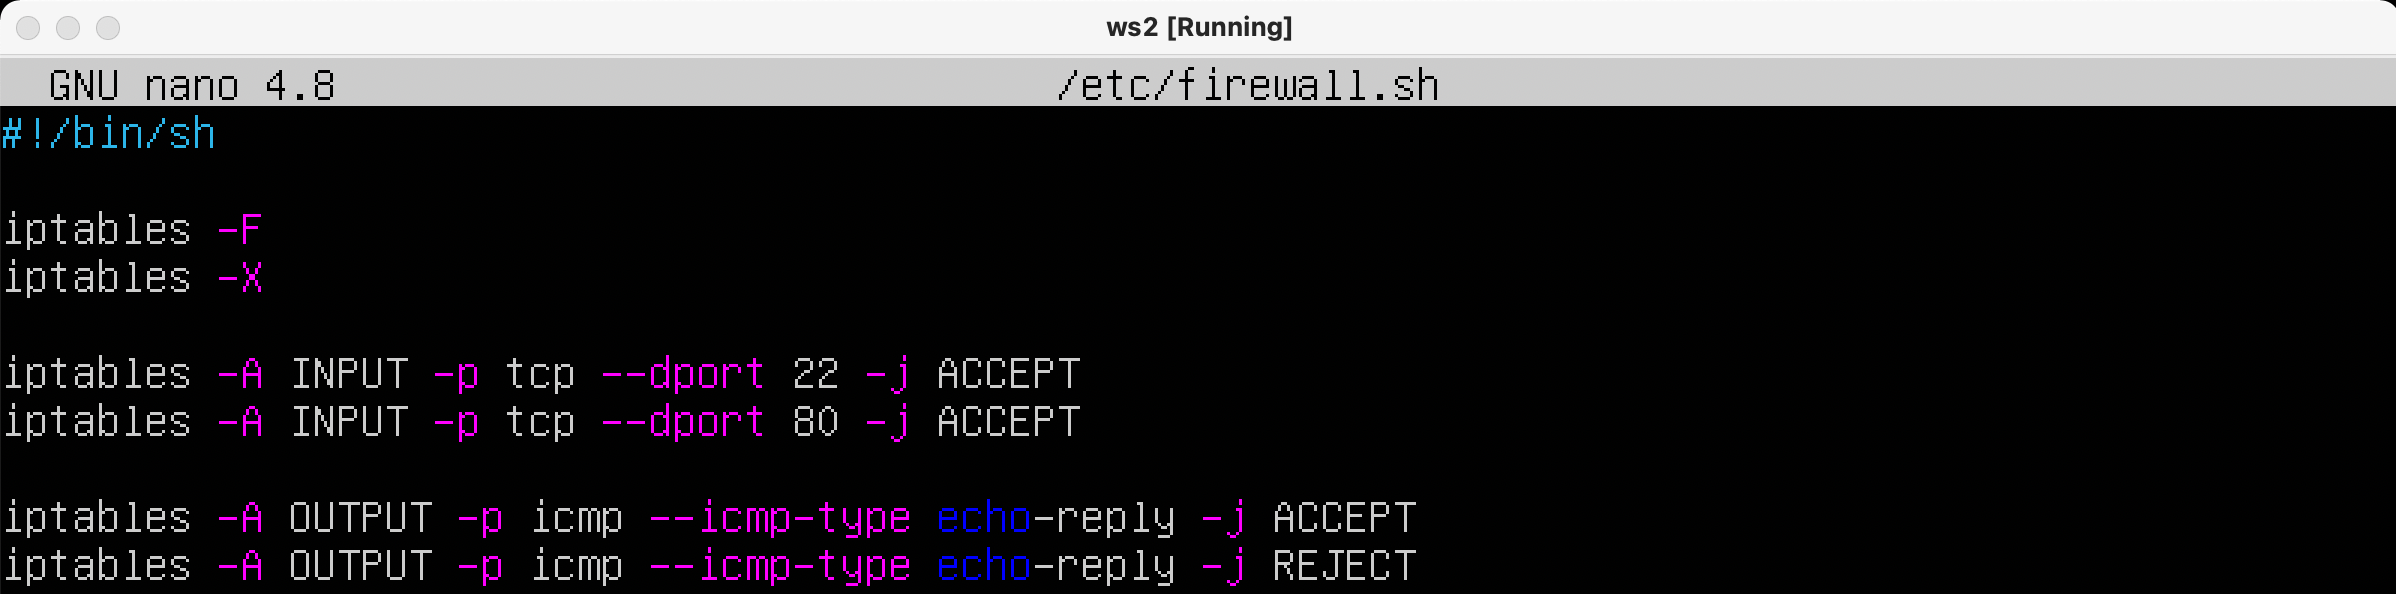 ws2 [Running]
GNU nano 4.8 /etc/firewall.sh
#!/bin/sh
iptables -F
iptables -X
iptables -A INPUT -p tcp --dport 22 -j ACCEPT
iptables -A INPUT -p tcp --dport 80 -j ACCEPT
iptables -A OUTPUT -p icmp --icmp-type echo-reply -j ACCEPT
iptables -A OUTPUT -p icmp --icmp-type echo-reply -j REJECT